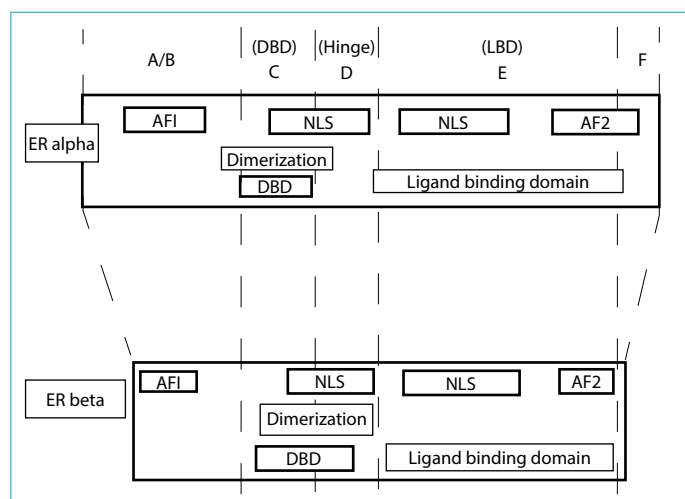 (DBD) (Hinge) (LBD)
A/B C D E F
AFI NLS NLS AF2
ER alpha
Dimerization
DBD Ligand binding domain
AFI NLS NLS AF2
ER beta
Dimerization
DBD Ligand binding domain